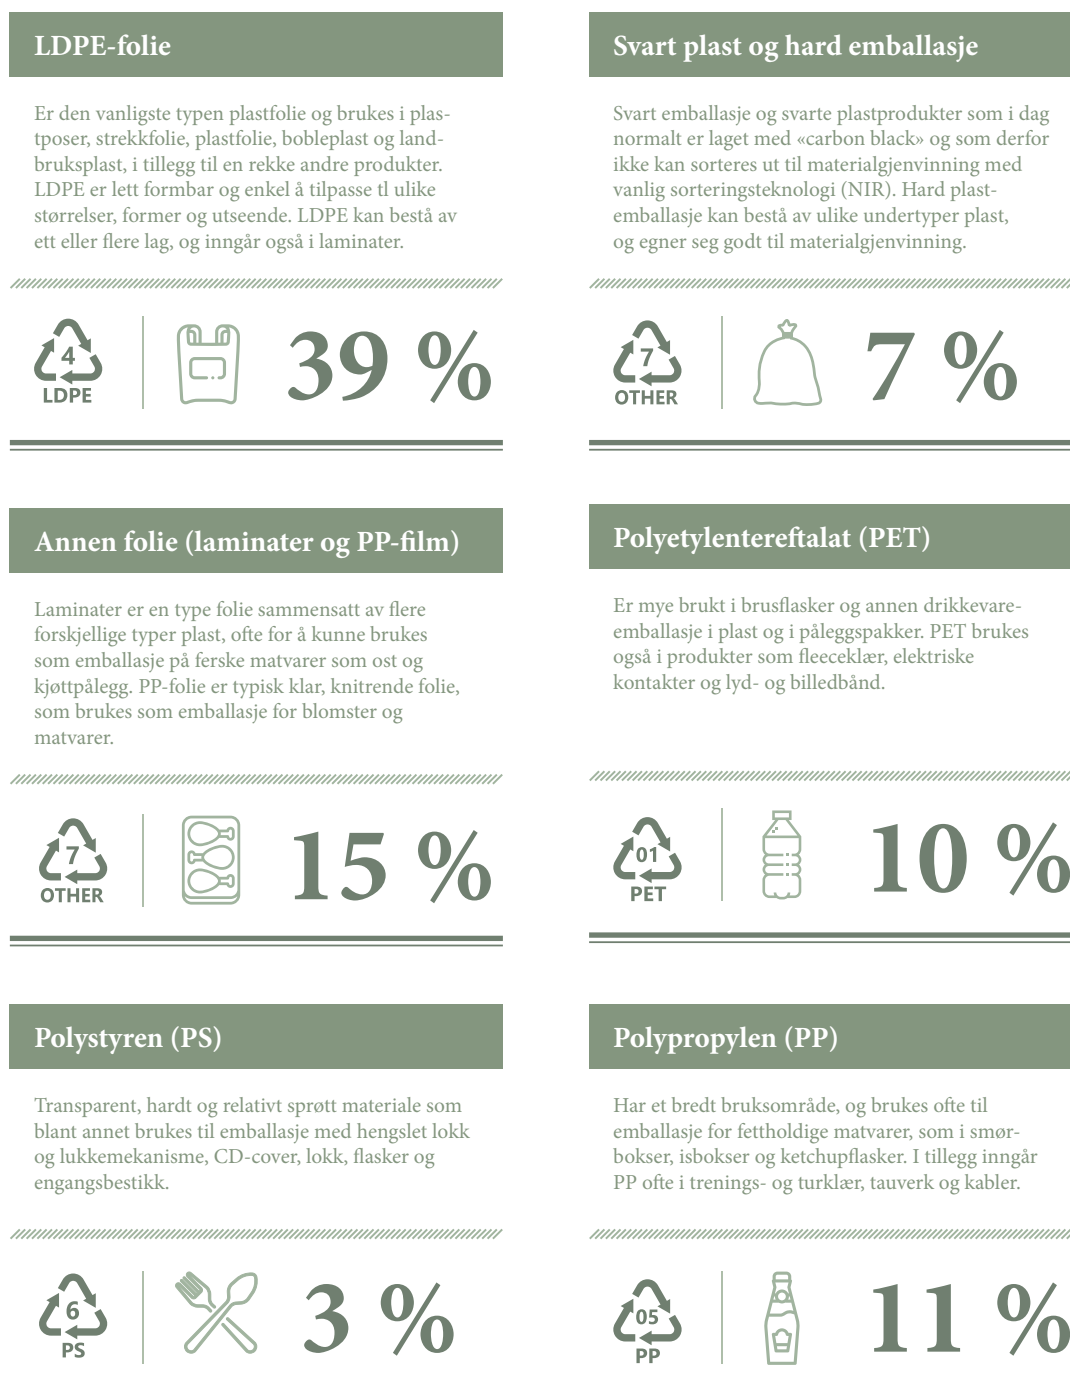 LDPE-folie
Er den vanligste typen plastfolie og brukes i plas-
tposer, strekkfolie, plastfolie, bobleplast og land-
bruksplast, i tillegg til en rekke andre produkter.
LDPE er lett formbar og enkel å tilpasse tl ulike
størrelser, former og utseende. LDPE kan bestå av
ett eller flere lag, og inngår også i laminater.
4
LDPE
39 %
Svart plast og hard emballasje
Svart emballasje og svarte plastprodukter som i dag
normalt er laget med «carbon black» og som derfor
ikke kan sorteres ut til materialgjenvinning med
vanlig sorteringsteknologi (NIR). Hard plast-
emballasje kan bestå av ulike undertyper plast,
og egner seg godt til materialgjenvinning.
7
OTHER
7 %
Annen folie (laminater og PP-film)
Laminater er en type folie sammensatt av flere
forskjellige typer plast, ofte for å kunne brukes
som emballasje på ferske matvarer som ost og
kjøttpålegg. PP-folie er typisk klar, knitrende folie,
som brukes som emballasje for blomster og
matvarer.
7
OTHER
15 %
Polyetylentereftalat (PET)
Er mye brukt i brusflasker og annen drikkevare-
emballasje i plast og i påleggspakker. PET brukes
også i produkter som fleeceklær, elektriske
kontakter og lyd- og billedbånd.
01
PET
10 %
Polystyren (PS)
Transparent, hardt og relativt sprøtt materiale som
blant annet brukes til emballasje med hengslet lokk
og lukkemekanisme, CD-cover, lokk, flasker og
engangsbestikk.
6
PS
3 %
Polypropylen (PP)
Har et bredt bruksområde, og brukes ofte til
emballasje for fettholdige matvarer, som i smør-
bokser, isbokser og ketchupflasker. I tillegg inngår
PP ofte i trenings- og turklær, tauverk og kabler.
05
PP
11 %